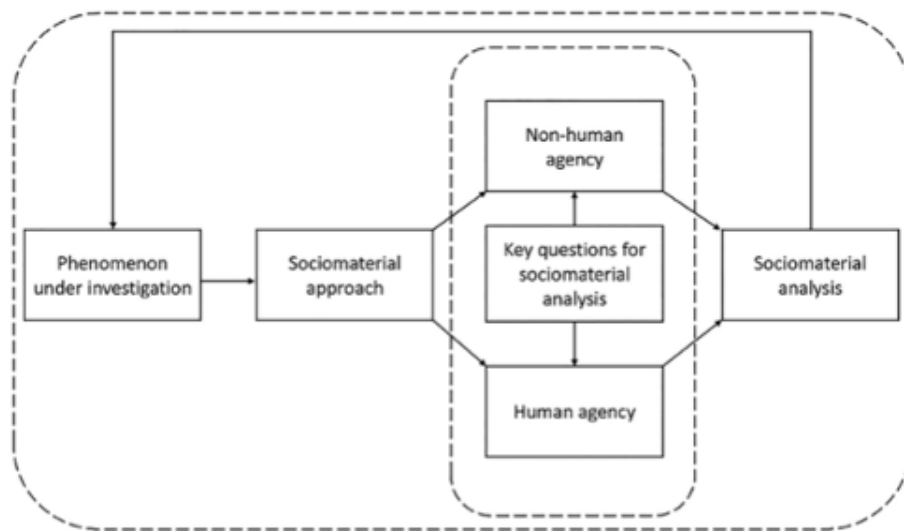 Non-human
agency
Phenomenon
under investigation
Sociomaterial
approach
Key questions for
sociomaterial
analysis
Sociomaterial
analysis
Human agency